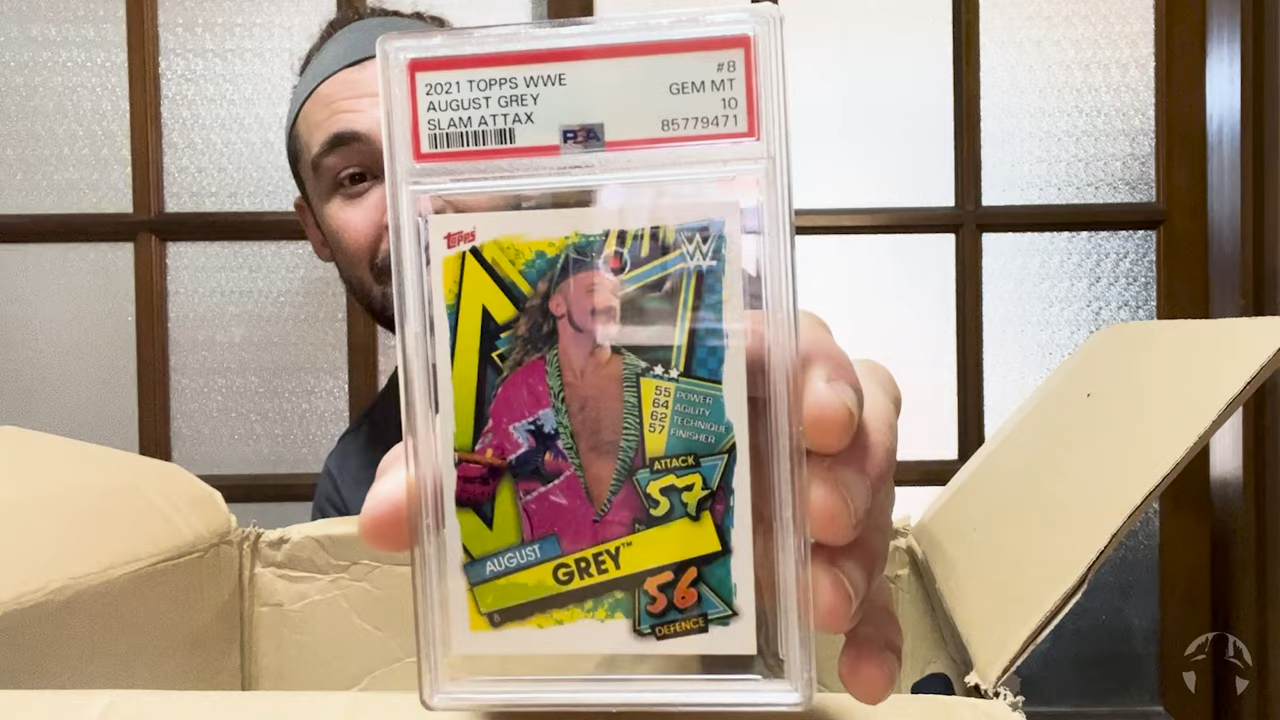 2021 TOPPS WWE #8
AUGUST GREY GEM MT
SLAM ATTAX 10
PSA 85779471
Topps W
55 POWER
64 AGILITY
62 TECHNIQUE
57 FINISHER
ATTACK
57
AUGUST
GREY™
56
DEFENCE
8